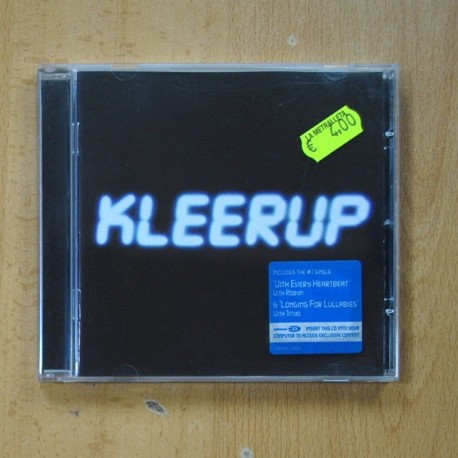 LA METRALLETA
€ 4.00
KLEERUP
INCLUDES THE #1 SINGLE
'WITH EVERY HEARTBEAT'
WITH ROBYN
& 'LONGING FOR LULLABIES'
WITH TITIYO
INSERT THIS CD INTO YOUR
COMPUTER TO ACCESS EXCLUSIVE CONTENT